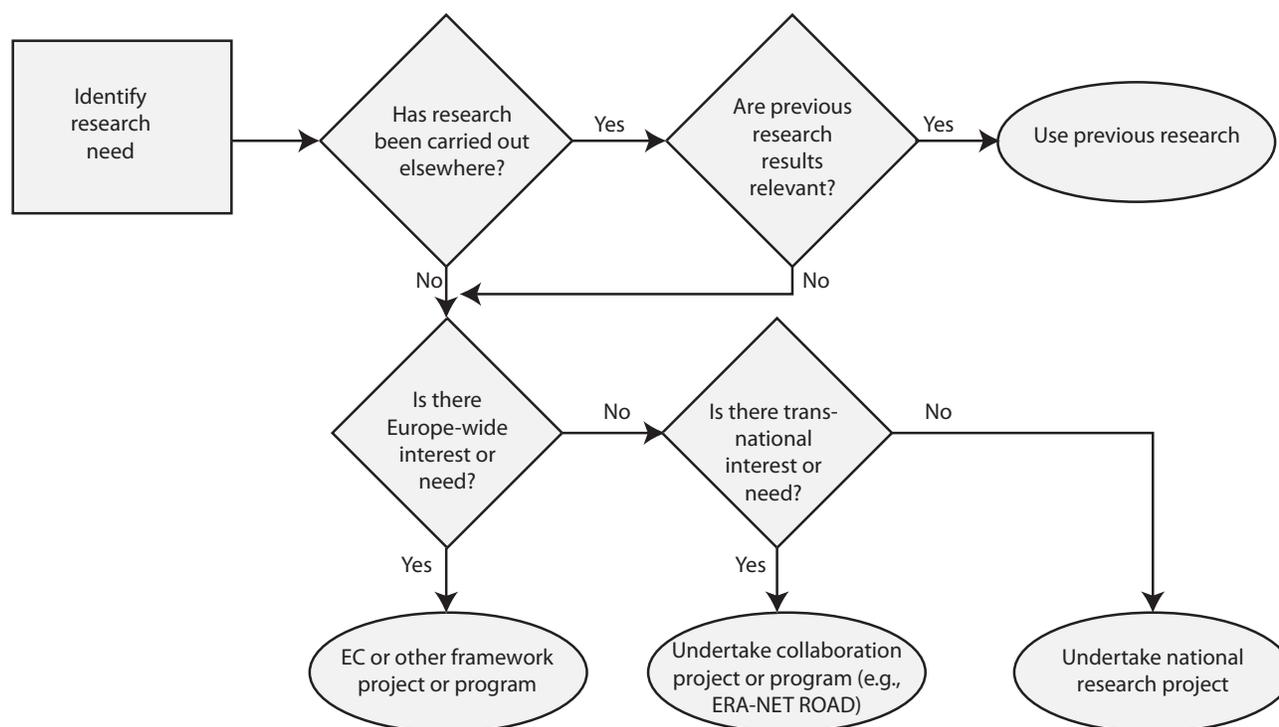 Identify
research
need
Has research
been carried out
elsewhere?
Yes
Are previous
research
results
relevant?
Yes
Use previous research
No
No
Is there
Europe-wide
interest or
need?
No
Is there trans-
national
interest or
need?
No
Yes
Yes
EC or other framework
project or program
Undertake collaboration
project or program (e.g.,
ERA-NET ROAD)
Undertake national
research project